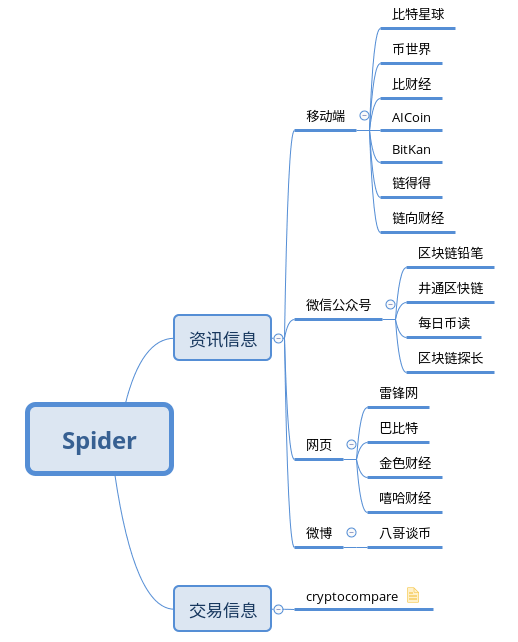 Spider
资讯信息
移动端
比特星球
币世界
比财经
AICoin
BitKan
链得得
链向财经
微信公众号
区块链铅笔
井通区快链
每日币读
区块链探长
网页
雷锋网
巴比特
金色财经
嘻哈财经
微博
八哥谈币
交易信息
cryptocompare